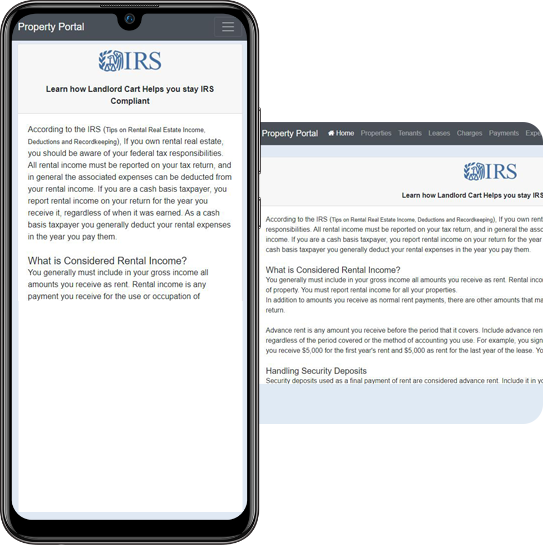 Property Portal
IRS
Learn how Landlord Cart Helps you stay IRS
Compliant
According to the IRS (Tips on Rental Real Estate Income,
Deductions and Recordkeeping), If you own rental real estate,
you should be aware of your federal tax responsibilities.
All rental income must be reported on your tax return, and
in general the associated expenses can be deducted from
your rental income. If you are a cash basis taxpayer, you
report rental income on your return for the year you
receive it, regardless of when it was earned. As a cash
basis taxpayer you generally deduct your rental expenses
in the year you pay them.
What is Considered Rental Income?
You generally must include in your gross income all
amounts you receive as rent. Rental income is any
payment you receive for the use or occupation of
Property Portal Home Properties Tenants Leases Charges Payments Expe
IRS
Learn how Landlord Cart Helps you stay IRS
According to the IRS (Tips on Rental Real Estate Income, Deductions and Recordkeeping), If you own rent
responsibilities. All rental income must be reported on your tax return, and in general the asso
income. If you are a cash basis taxpayer, you report rental income on your return for the year
cash basis taxpayer you generally deduct your rental expenses in the year you pay them.
What is Considered Rental Income?
You generally must include in your gross income all amounts you receive as rent. Rental incom
of property. You must report rental income for all your properties.
In addition to amounts you receive as normal rent payments, there are other amounts that ma
return.
Advance rent is any amount you receive before the period that it covers. Include advance ren
regardless of the period covered or the method of accounting you use. For example, you sign
you receive $5,000 for the first year's rent and $5,000 as rent for the last year of the lease. Yo
Handling Security Deposits
Security deposits used as a final payment of rent are considered advance rent. Include it in yo